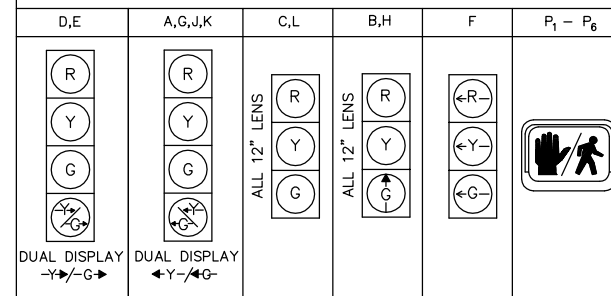 D,E
A,G,J,K
C,L
B,H
F
P1 – P6
R
Y
G
Y
G
DUAL DISPLAY
–Y→/–G→
R
Y
G
Y
G
DUAL DISPLAY
←Y–/←G–
ALL 12" LENS
R
Y
G
ALL 12" LENS
R
Y
G
←R–
←Y–
←G–